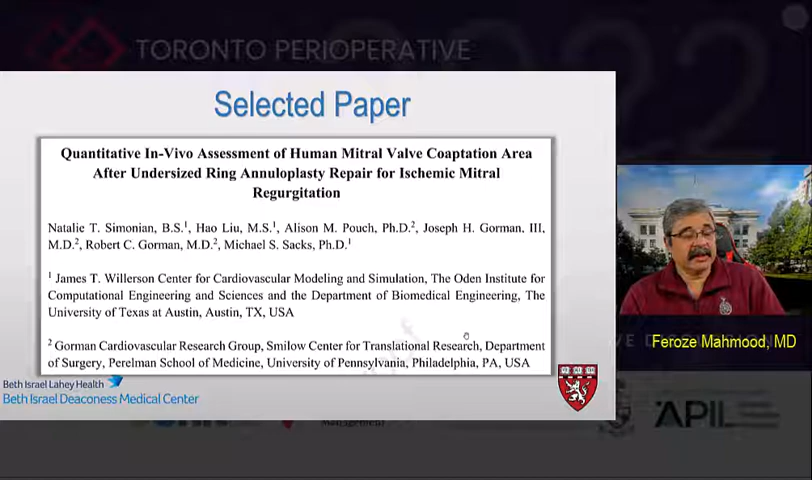 TORONTO PERIOPERATIVE
Selected Paper
Quantitative In-Vivo Assessment of Human Mitral Valve Coaptation Area
After Undersized Ring Annuloplasty Repair for Ischemic Mitral
Regurgitation
Natalie T. Simonian, B.S.¹, Hao Liu, M.S.¹, Alison M. Pouch, Ph.D.², Joseph H. Gorman, III,
M.D.², Robert C. Gorman, M.D.², Michael S. Sacks, Ph.D.¹
¹ James T. Willerson Center for Cardiovascular Modeling and Simulation, The Oden Institute for
Computational Engineering and Sciences and the Department of Biomedical Engineering, The
University of Texas at Austin, Austin, TX, USA
² Gorman Cardiovascular Research Group, Smilow Center for Translational Research, Department
of Surgery, Perelman School of Medicine, University of Pennsylvania, Philadelphia, PA, USA
Beth Israel Lahey Health
Beth Israel Deaconess Medical Center
Feroze Mahmood, MD
APIL